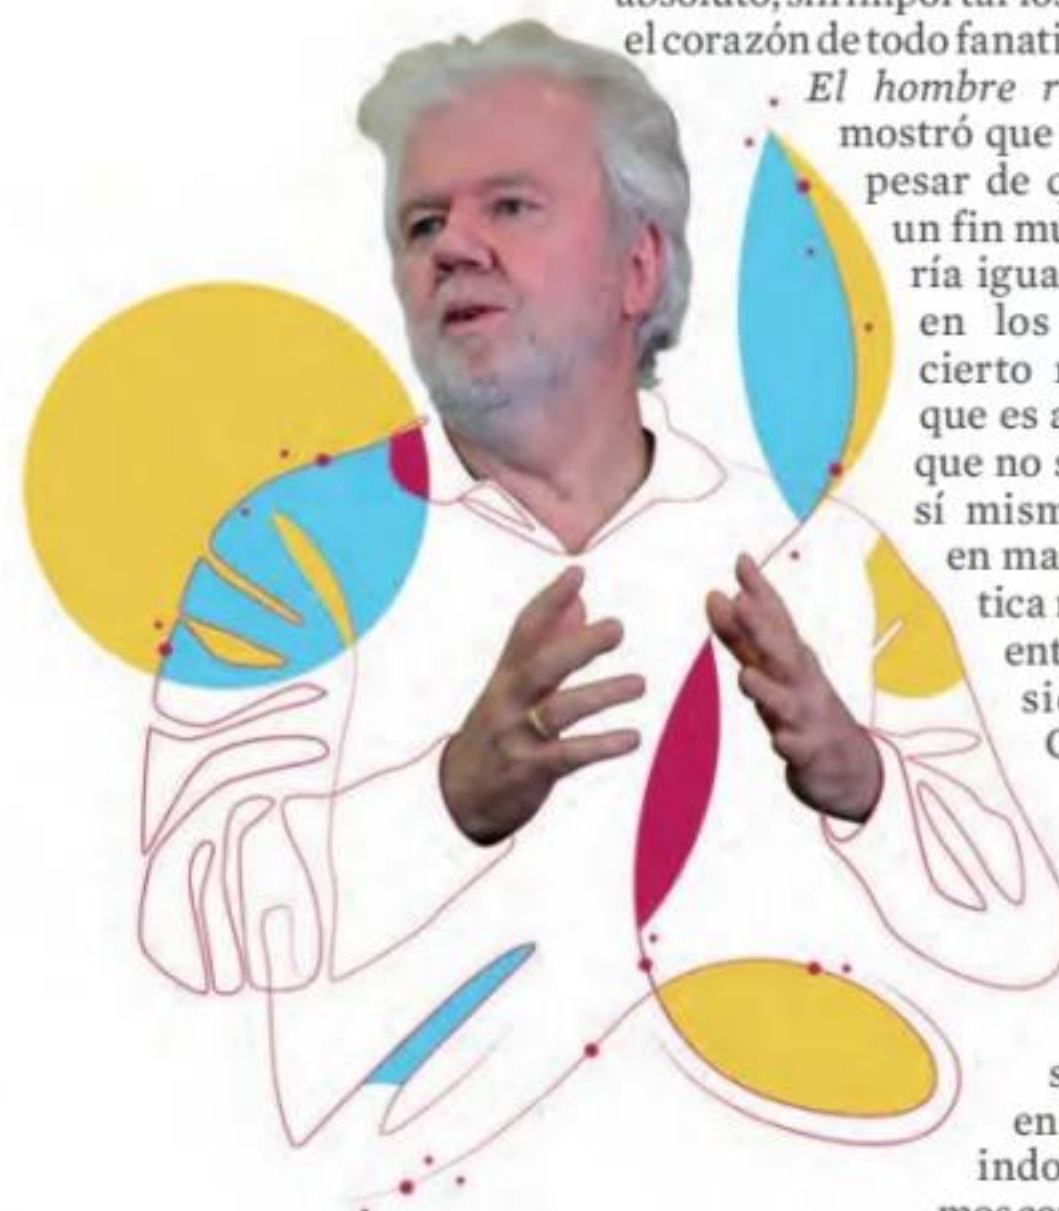 el corazón de todo fanati
El hombre r
mostró que
pesar de
un fin mu
ría igua
en los
cierto
que es a
que no s
sí mism
en ma
tica
ent
si
s
en
indo